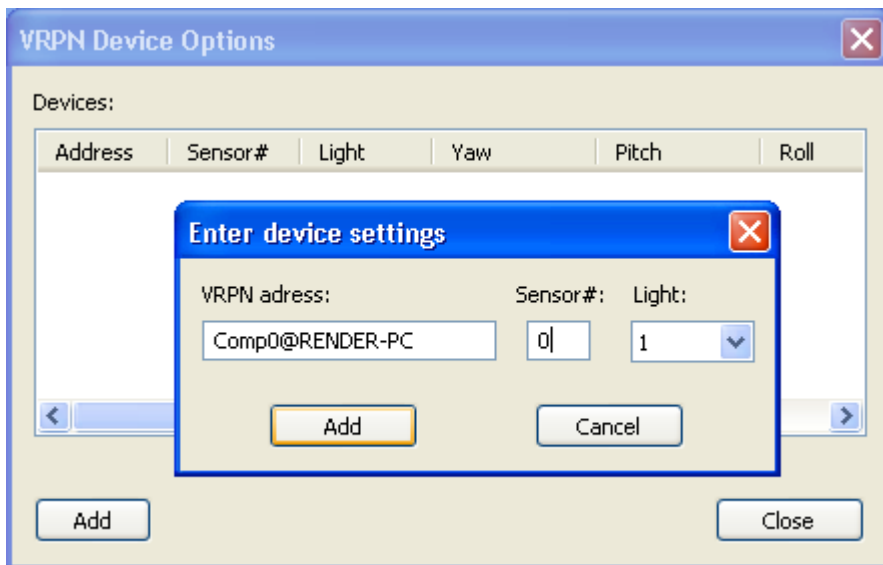 VRPN Device Options
Devices:
Address Sensor# Light Yaw Pitch Roll
Enter device settings
VRPN adress: Sensor#: Light:
Comp0@RENDER-PC 0 1
Add Cancel
Add Close